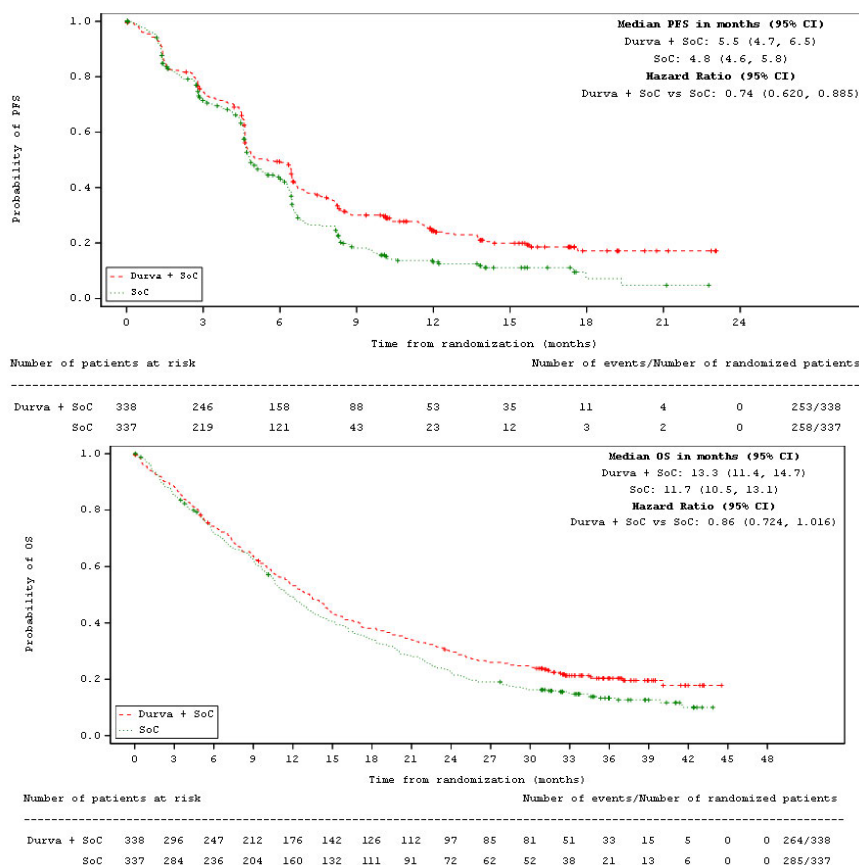 Median PFS in months (95% CI)
Durva + SoC: 5.5 (4.7, 6.5)
SoC: 4.8 (4.6, 5.8)
Hazard Ratio (95% CI)
Durva + SoC vs SoC: 0.74 (0.620, 0.885)
Probability of PFS
1.0
0.8
0.6
0.4
0.2
0.0
Durva + SoC
SoC
0 3 6 9 12 15 18 21 24
Time from randomization (months)
Number of patients at risk Number of events/Number of randomized patients
Durva + SoC 338 246 158 88 53 35 11 4 0 253/338
SoC 337 219 121 43 23 12 3 2 0 258/337
Median OS in months (95% CI)
Durva + SoC: 13.3 (11.4, 14.7)
SoC: 11.7 (10.5, 13.1)
Hazard Ratio (95% CI)
Durva + SoC vs SoC: 0.86 (0.724, 1.016)
Probability of OS
1.0
0.8
0.6
0.4
0.2
0.0
Durva + SoC
SoC
0 3 6 9 12 15 18 21 24 27 30 33 36 39 42 45 48
Time from randomization (months)
Number of patients at risk Number of events/Number of randomized patients
Durva + SoC 338 296 247 212 176 142 126 112 97 85 81 51 33 15 5 0 0 264/338
SoC 337 284 236 204 160 132 111 91 72 62 52 38 21 13 6 0 0 285/337